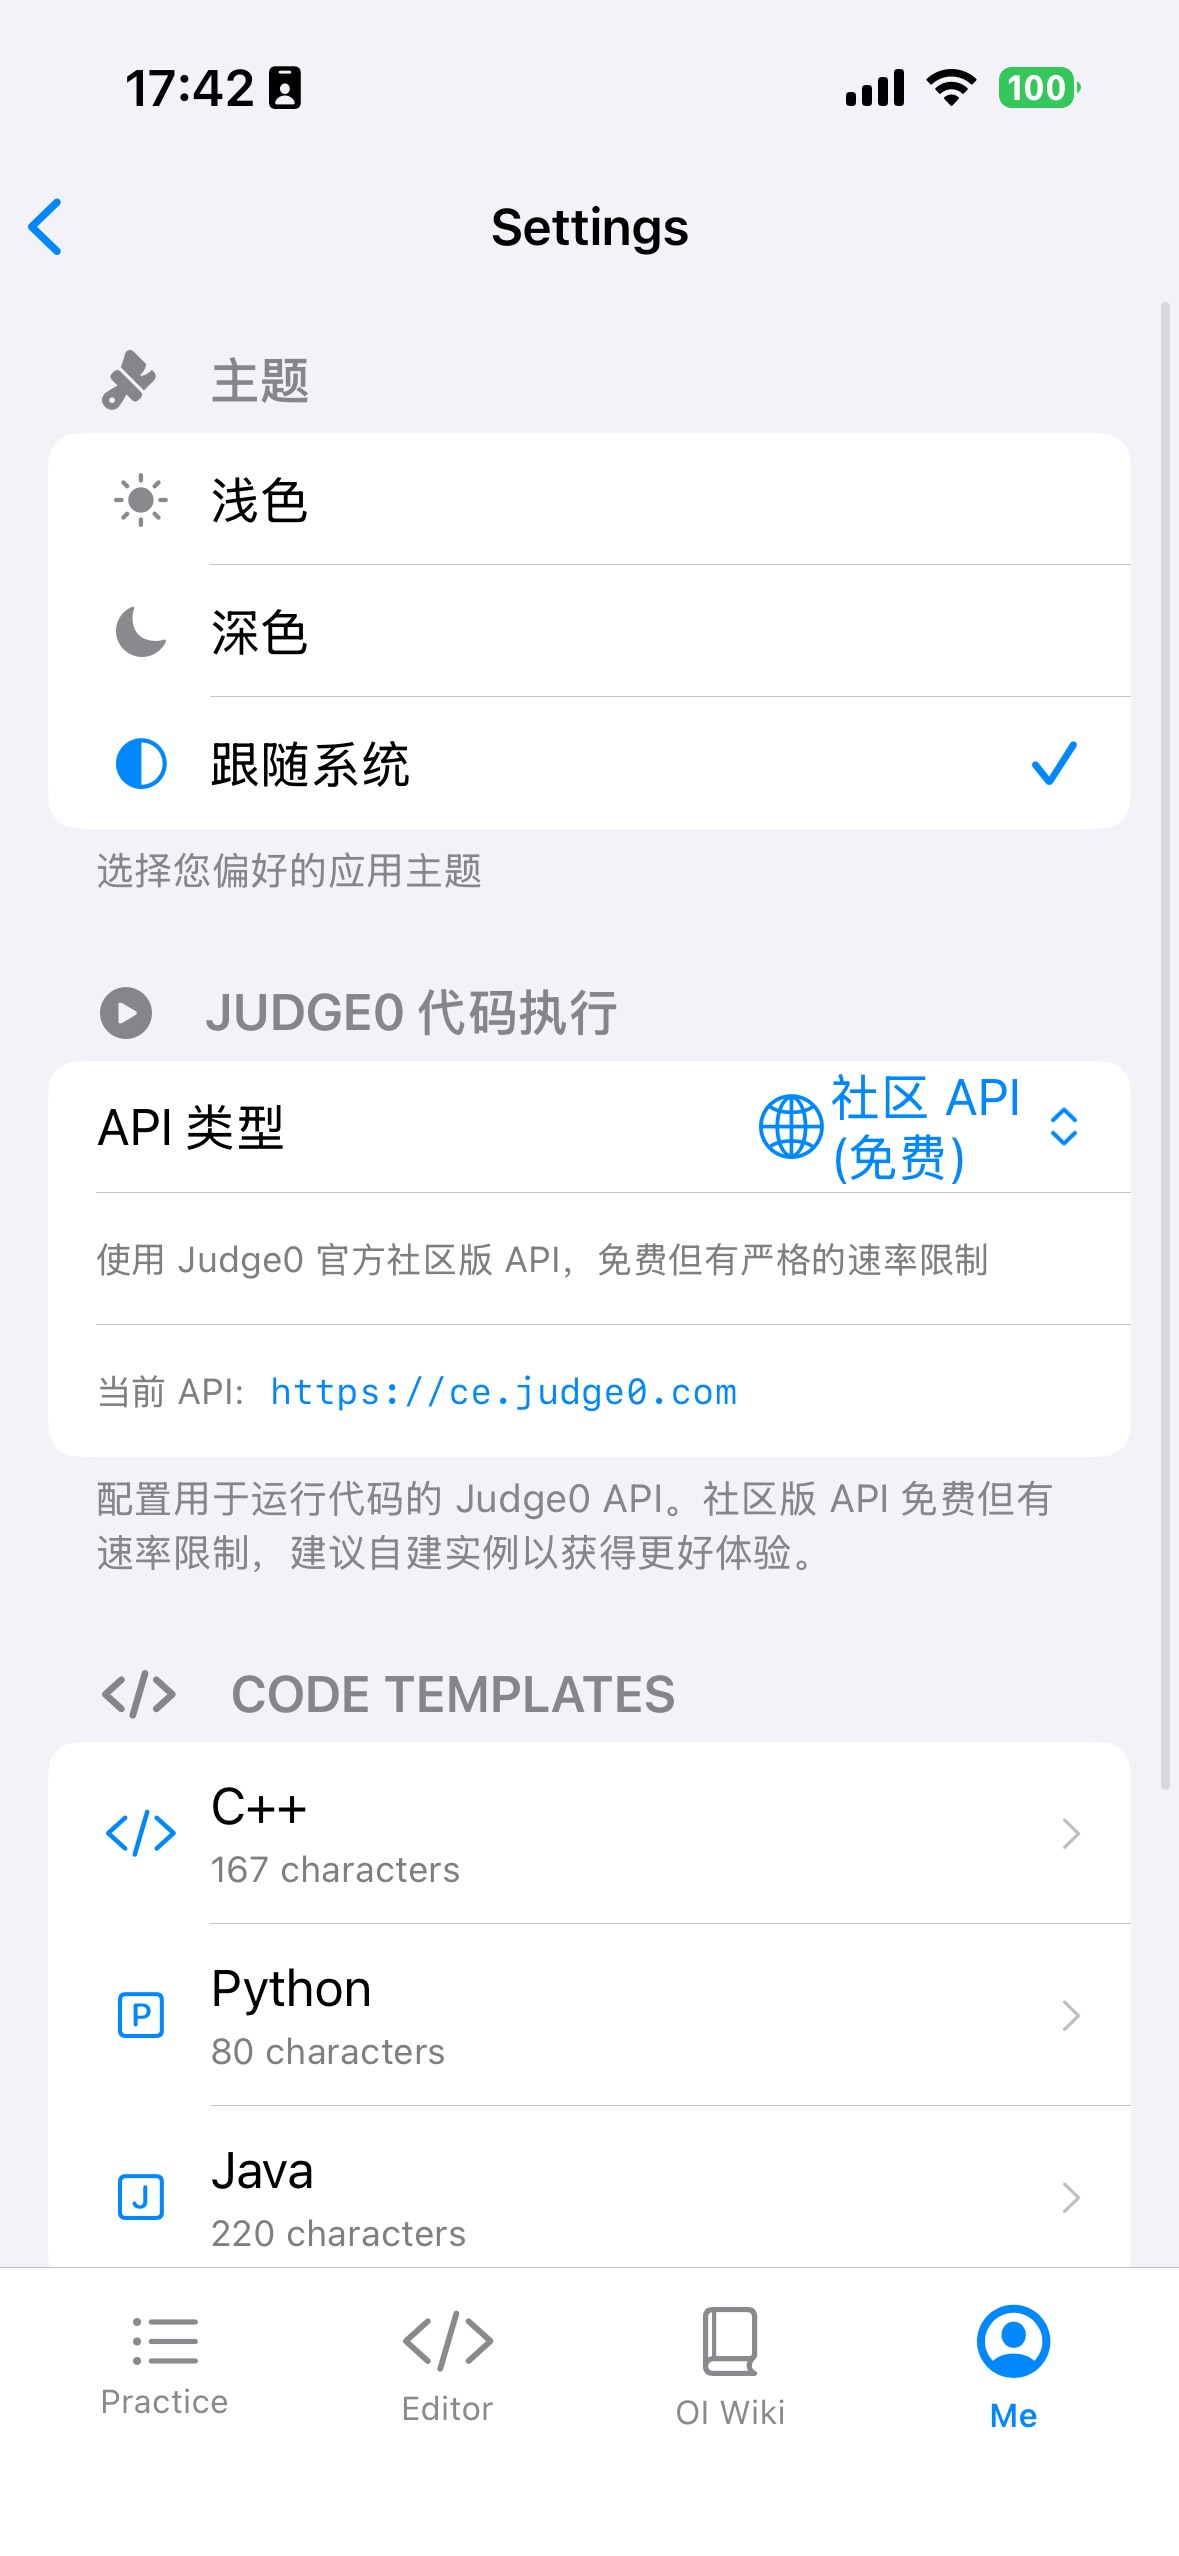 17:42
100
Settings
主题
浅色
深色
跟随系统
选择您偏好的应用主题
JUDGE0 代码执行
API 类型
社区 API
(免费)
使用 Judge0 官方社区版 API，免费但有严格的速率限制
当前 API: https://ce.judge0.com
配置用于运行代码的 Judge0 API。社区版 API 免费但有
速率限制，建议自建实例以获得更好体验。
CODE TEMPLATES
C++
167 characters
P
Python
80 characters
J
Java
220 characters
Practice
Editor
OI Wiki
Me